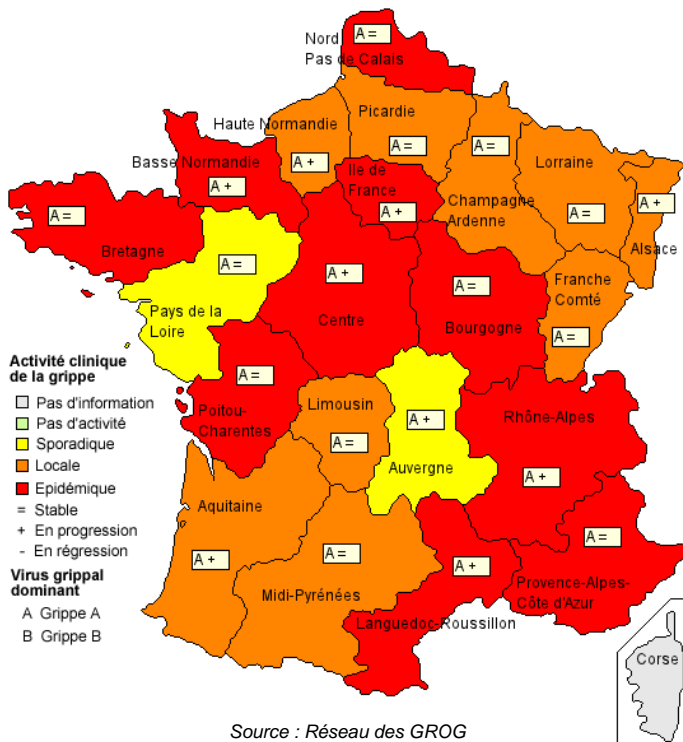 A =
Nord
Pas de Calais
Haute Normandie
A +
Picardie
A =
A =
Lorraine
A =
Basse Normandie
A +
Ile de
France
A +
Champagne
Ardenne
A +
Alsace
A =
Bretagne
A =
Pays de la
Loire
A +
Centre
A =
Bourgogne
Franche
Comté
A =
A =
Poitou-
Charentes
Limousin
A =
A +
Auvergne
Rhône-Alpes
A +
Aquitaine
A +
A =
Midi-Pyrénées
A +
Languedoc-Roussillon
A =
Provence-Alpes-
Côte d'Azur
Corse
Activité clinique
de la grippe
Pas d'information
Pas d'activité
Sporadique
Locale
Epidémique
= Stable
+ En progression
- En régression
Virus grippal
dominant
A Grippe A
B Grippe B
Source : Réseau des GROG